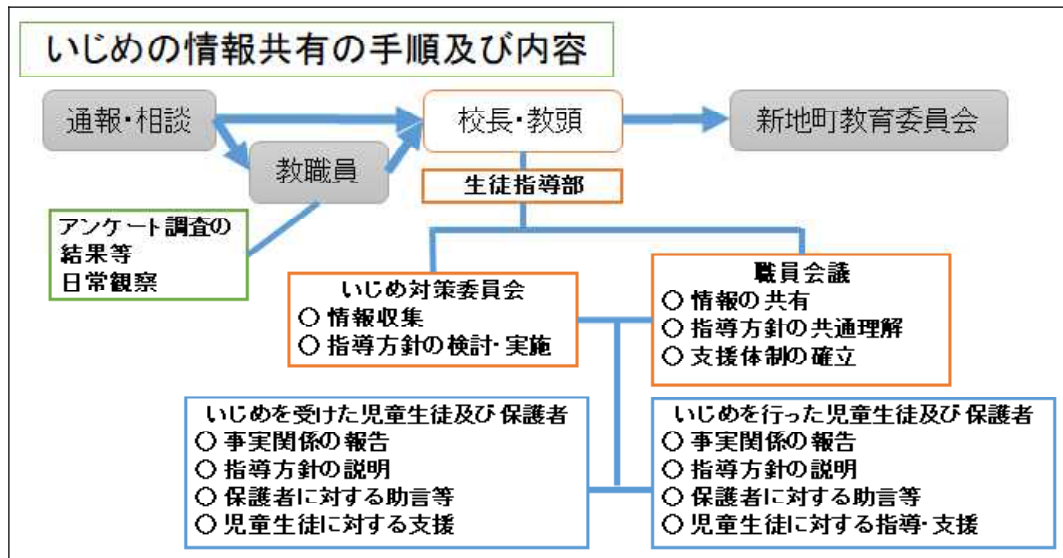 いじめの情報共有の手順及び内容
通報・相談
校長・教頭
新地町教育委員会
教職員
生徒指導部
アンケート調査の
結果等
日常観察
いじめ対策委員会
○ 情報収集
○ 指導方針の検討・実施
職員会議
○ 情報の共有
○ 指導方針の共通理解
○ 支援体制の確立
いじめを受けた児童生徒及び保護者
○ 事実関係の報告
○ 指導方針の説明
○ 保護者に対する助言等
○ 児童生徒に対する支援
いじめを行った児童生徒及び保護者
○ 事実関係の報告
○ 指導方針の説明
○ 保護者に対する助言等
○ 児童生徒に対する指導・支援